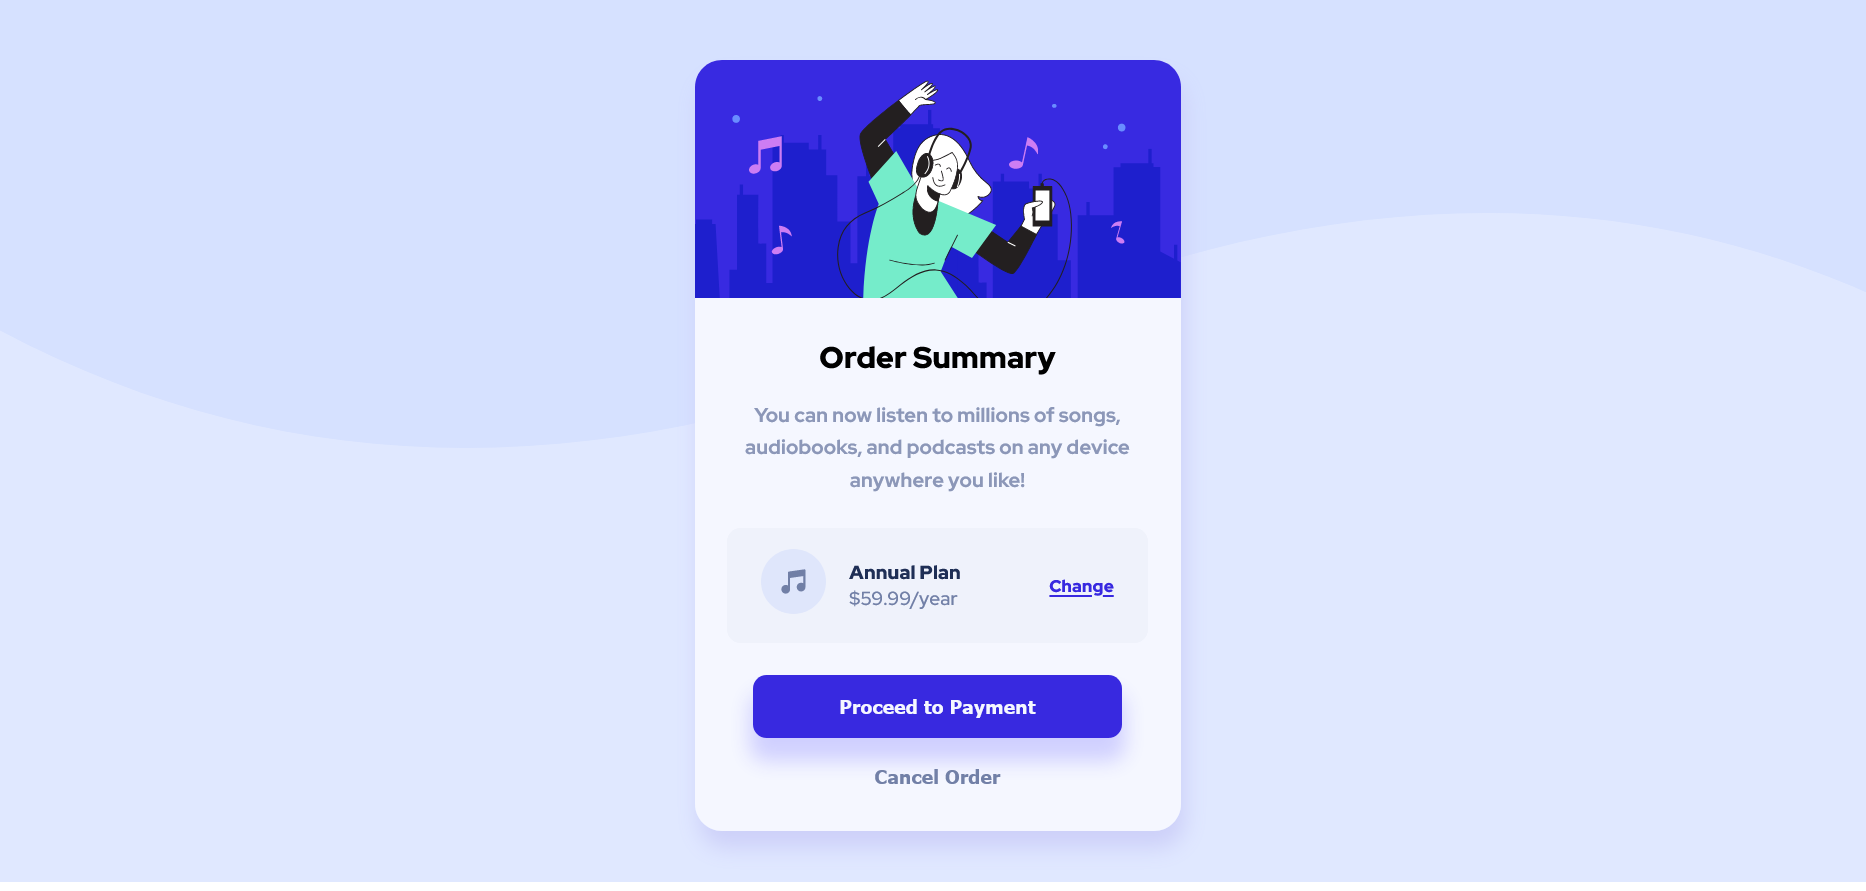 Order Summary
You can now listen to millions of songs,
audiobooks, and podcasts on any device
anywhere you like!
Annual Plan
$59.99/year
Change
Proceed to Payment
Cancel Order